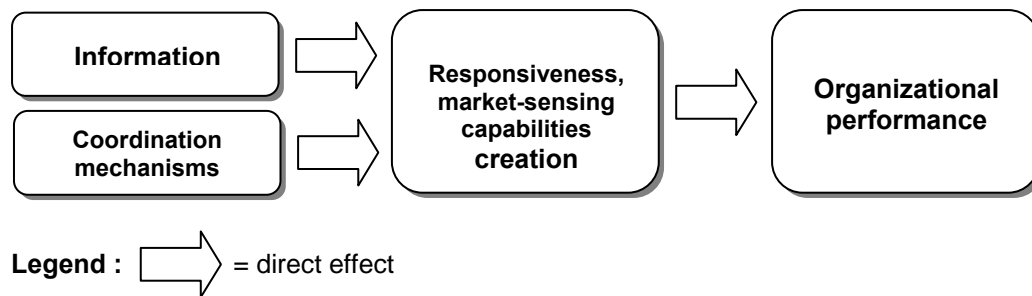 Information
Coordination
mechanisms
Responsiveness,
market-sensing
capabilities
creation
Organizational
performance
Legend : = direct effect